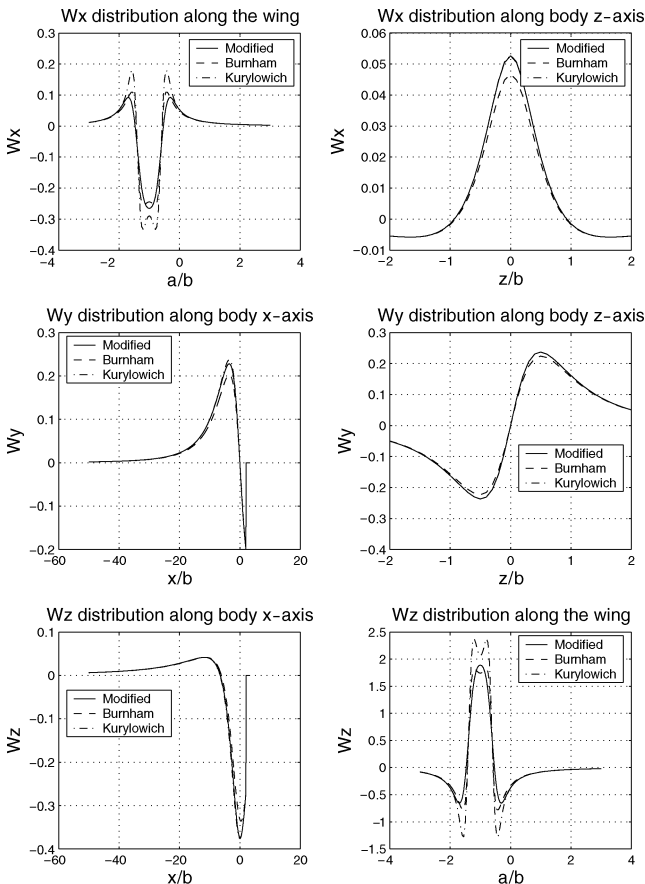 Wx distribution along the wing
Wx
0.3
0.2
0.1
0
−0.1
−0.2
−0.3
−0.4
−4
−2
0
2
4
a/b
Modified
Burnham
Kurylowich
Wx distribution along body z−axis
Wx
0.06
0.05
0.04
0.03
0.02
0.01
0
−0.01
−2
−1
0
1
2
z/b
Modified
Burnham
Kurylowich
Wy distribution along body x−axis
Wy
0.3
0.2
0.1
0
−0.1
−0.2
−60
−40
−20
0
20
x/b
Modified
Burnham
Kurylowich
Wy distribution along body z−axis
Wy
0.3
0.2
0.1
0
−0.1
−0.2
−0.3
−0.4
−2
−1
0
1
2
z/b
Modified
Burnham
Kurylowich
Wz distribution along body x−axis
Wz
0.1
0
−0.1
−0.2
−0.3
−0.4
−60
−40
−20
0
20
x/b
Modified
Burnham
Kurylowich
Wz distribution along the wing
Wz
2.5
2
1.5
1
0.5
0
−0.5
−1
−1.5
−4
−2
0
2
4
a/b
Modified
Burnham
Kurylowich